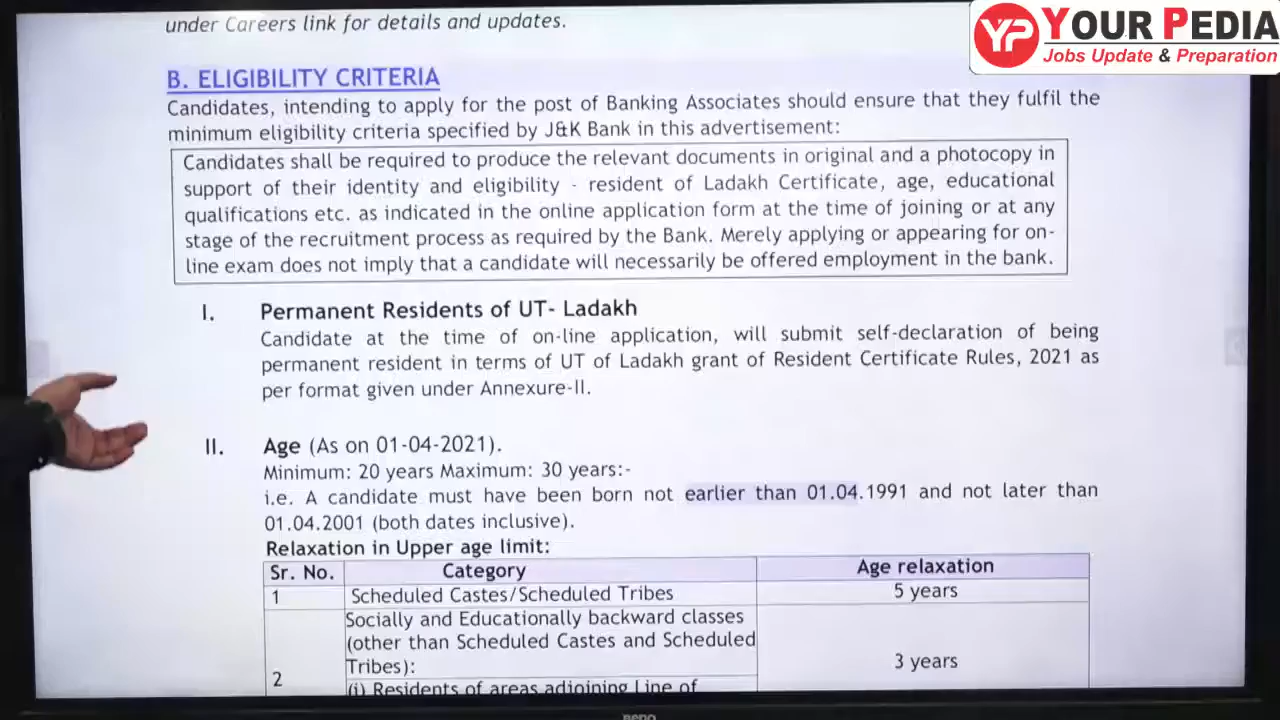 under Careers link for details and updates.
YP YOUR PEDIA
Jobs Update & Preparation
B. ELIGIBILITY CRITERIA
Candidates, intending to apply for the post of Banking Associates should ensure that they fulfil the
minimum eligibility criteria specified by J&K Bank in this advertisement:
Candidates shall be required to produce the relevant documents in original and a photocopy in
support of their identity and eligibility - resident of Ladakh Certificate, age, educational
qualifications etc. as indicated in the online application form at the time of joining or at any
stage of the recruitment process as required by the Bank. Merely applying or appearing for on-
line exam does not imply that a candidate will necessarily be offered employment in the bank.
I. Permanent Residents of UT- Ladakh
Candidate at the time of on-line application, will submit self-declaration of being
permanent resident in terms of UT of Ladakh grant of Resident Certificate Rules, 2021 as
per format given under Annexure-II.
II. Age (As on 01-04-2021).
Minimum: 20 years Maximum: 30 years:-
i.e. A candidate must have been born not earlier than 01.04.1991 and not later than
01.04.2001 (both dates inclusive).
Relaxation in Upper age limit:
Sr. No. Category Age relaxation
1 Scheduled Castes/Scheduled Tribes 5 years
Socially and Educationally backward classes
(other than Scheduled Castes and Scheduled
Tribes): 3 years
2
(i) Residents of areas adjoining Line of
BenQ